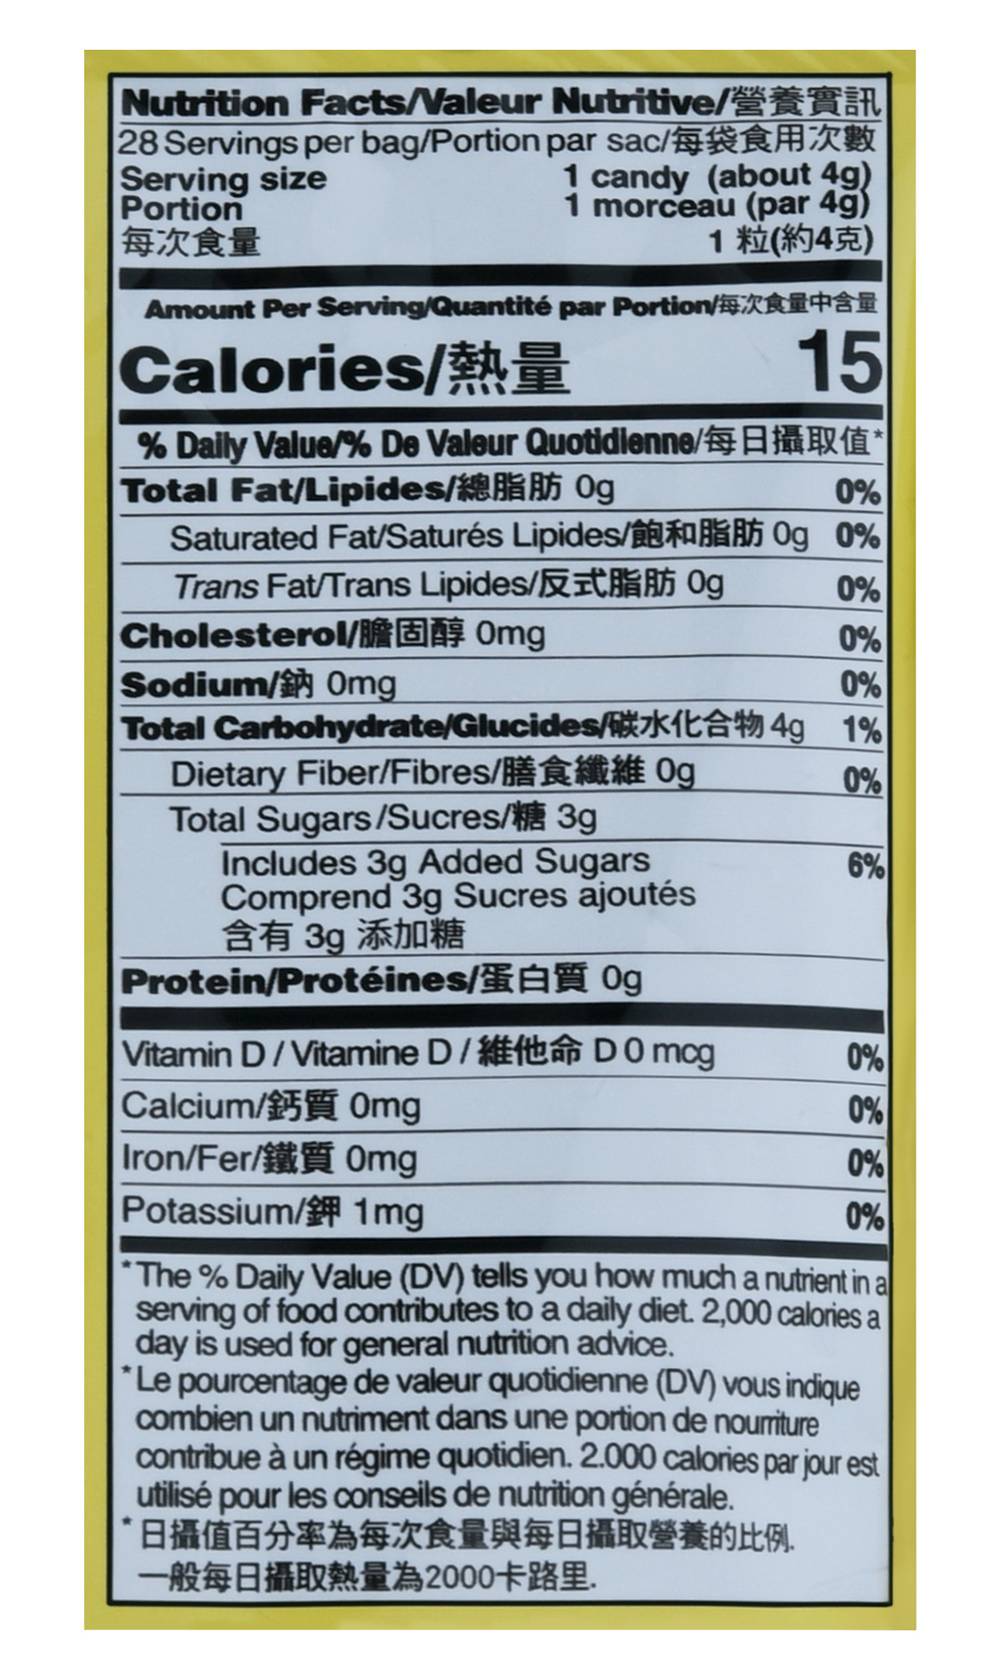 Nutrition Facts/Valeur Nutritive/營養實訊
28 Servings per bag/Portion par sac/每袋食用次數
Serving size 1 candy (about 4g)
Portion 1 morceau (par 4g)
每次食量 1 粒(約4克)
Amount Per Serving/Quantité par Portion/每次食量中含量
Calories/熱量 15
% Daily Value/% De Valeur Quotidienne/每日攝取值*
Total Fat/Lipides/總脂肪 0g 0%
Saturated Fat/Saturés Lipides/飽和脂肪 0g 0%
Trans Fat/Trans Lipides/反式脂肪 0g 0%
Cholesterol/膽固醇 0mg 0%
Sodium/鈉 0mg 0%
Total Carbohydrate/Glucides/碳水化合物 4g 1%
Dietary Fiber/Fibres/膳食纖維 0g 0%
Total Sugars/Sucres/糖 3g
Includes 3g Added Sugars 6%
Comprend 3g Sucres ajoutés
含有 3g 添加糖
Protein/Protéines/蛋白質 0g
Vitamin D / Vitamine D / 維他命 D 0 mcg 0%
Calcium/鈣質 0mg 0%
Iron/Fer/鐵質 0mg 0%
Potassium/鉀 1mg 0%
*The % Daily Value (DV) tells you how much a nutrient in a
serving of food contributes to a daily diet. 2,000 calories a
day is used for general nutrition advice.
*Le pourcentage de valeur quotidienne (DV) vous indique
combien un nutriment dans une portion de nourriture
contribue à un régime quotidien. 2.000 calories par jour est
utilisé pour les conseils de nutrition générale.
*日攝值百分率為每次食量與每日攝取營養的比例.
一般每日攝取熱量為2000卡路里.